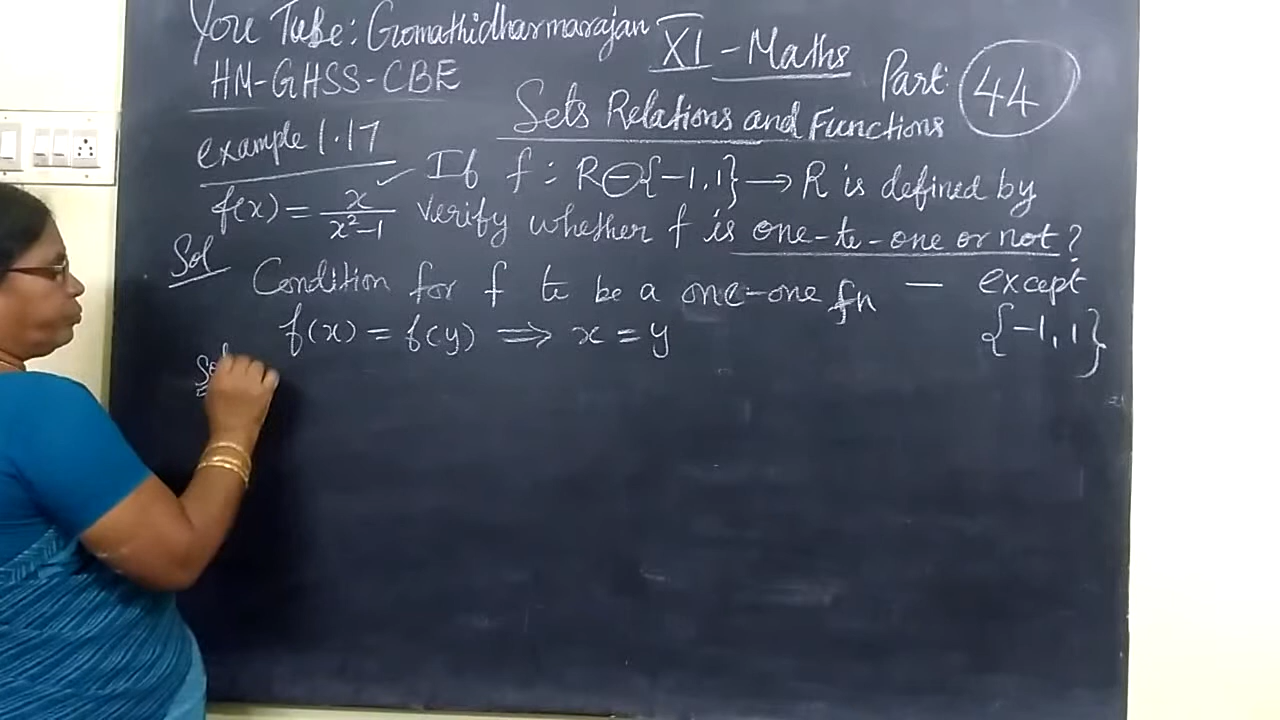 You Tube: Gomathidharmarajan
HM-GHSS-CBE
XI - Maths
Part: 44
Sets Relations and Functions
example 1.17
If f : R-{-1,1} → R is defined by
f(x) = x/(x²-1) verify whether f is one-to-one or not?
Sol
Condition for f to be a one-one fn — except {-1,1}
f(x) = f(y) ⟹ x = y
Sol